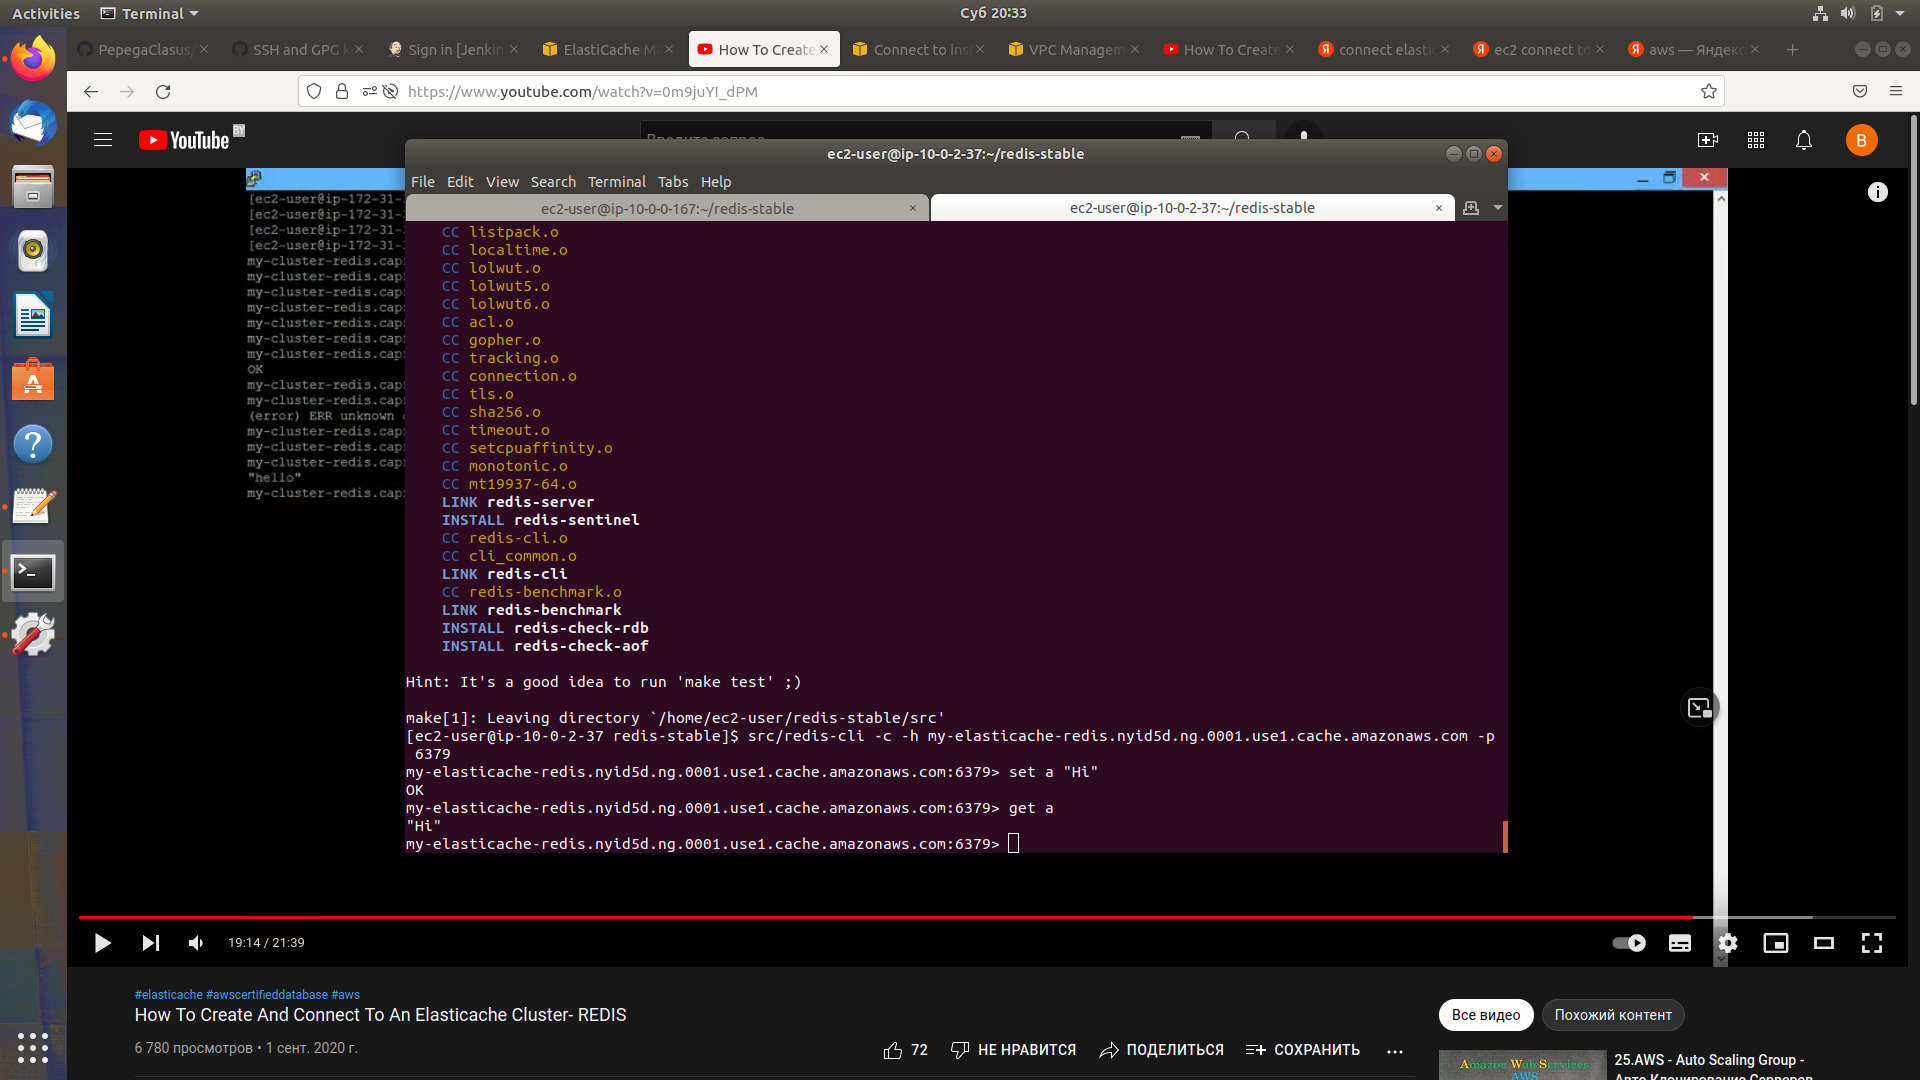 Activities
Terminal
Суб 20:33
PepegaClasus/
SSH and GPG k
Sign in [Jenkin
ElastiCache Ma
How To Create
Connect to ins
VPC Managem
How To Create
connect elastic
ec2 connect to
aws — Яндекс
https://www.youtube.com/watch?v=0m9juYI_dPM
YouTube BY
B
ec2-user@ip-10-0-2-37:~/redis-stable
File Edit View Search Terminal Tabs Help
ec2-user@ip-10-0-0-167:~/redis-stable
ec2-user@ip-10-0-2-37:~/redis-stable
[ec2-user@ip-172-31-
[ec2-user@ip-172-31-
[ec2-user@ip-172-31-
[ec2-user@ip-172-31-
my-cluster-redis.cap
my-cluster-redis.cap
my-cluster-redis.cap
my-cluster-redis.cap
my-cluster-redis.cap
my-cluster-redis.cap
my-cluster-redis.cap
OK
my-cluster-redis.cap
my-cluster-redis.cap
(error) ERR unknown
my-cluster-redis.cap
my-cluster-redis.cap
my-cluster-redis.cap
"hello"
my-cluster-redis.cap
CC listpack.o
CC localtime.o
CC lolwut.o
CC lolwut5.o
CC lolwut6.o
CC acl.o
CC gopher.o
CC tracking.o
CC connection.o
CC tls.o
CC sha256.o
CC timeout.o
CC setcpuaffinity.o
CC monotonic.o
CC mt19937-64.o
LINK redis-server
INSTALL redis-sentinel
CC redis-cli.o
CC cli_common.o
LINK redis-cli
CC redis-benchmark.o
LINK redis-benchmark
INSTALL redis-check-rdb
INSTALL redis-check-aof
Hint: It's a good idea to run 'make test' ;)
make[1]: Leaving directory `/home/ec2-user/redis-stable/src'
[ec2-user@ip-10-0-2-37 redis-stable]$ src/redis-cli -c -h my-elasticache-redis.nyid5d.ng.0001.use1.cache.amazonaws.com -p
6379
my-elasticache-redis.nyid5d.ng.0001.use1.cache.amazonaws.com:6379> set a "Hi"
OK
my-elasticache-redis.nyid5d.ng.0001.use1.cache.amazonaws.com:6379> get a
"Hi"
my-elasticache-redis.nyid5d.ng.0001.use1.cache.amazonaws.com:6379>
19:14 / 21:39
#elasticache #awscertifieddatabase #aws
How To Create And Connect To An Elasticache Cluster- REDIS
6 780 просмотров • 1 сент. 2020 г.
72
НЕ НРАВИТСЯ
ПОДЕЛИТЬСЯ
СОХРАНИТЬ
Все видео
Похожий контент
Amazon Web Services
AWS
25.AWS - Auto Scaling Group -
Авто Клонирование Серверов